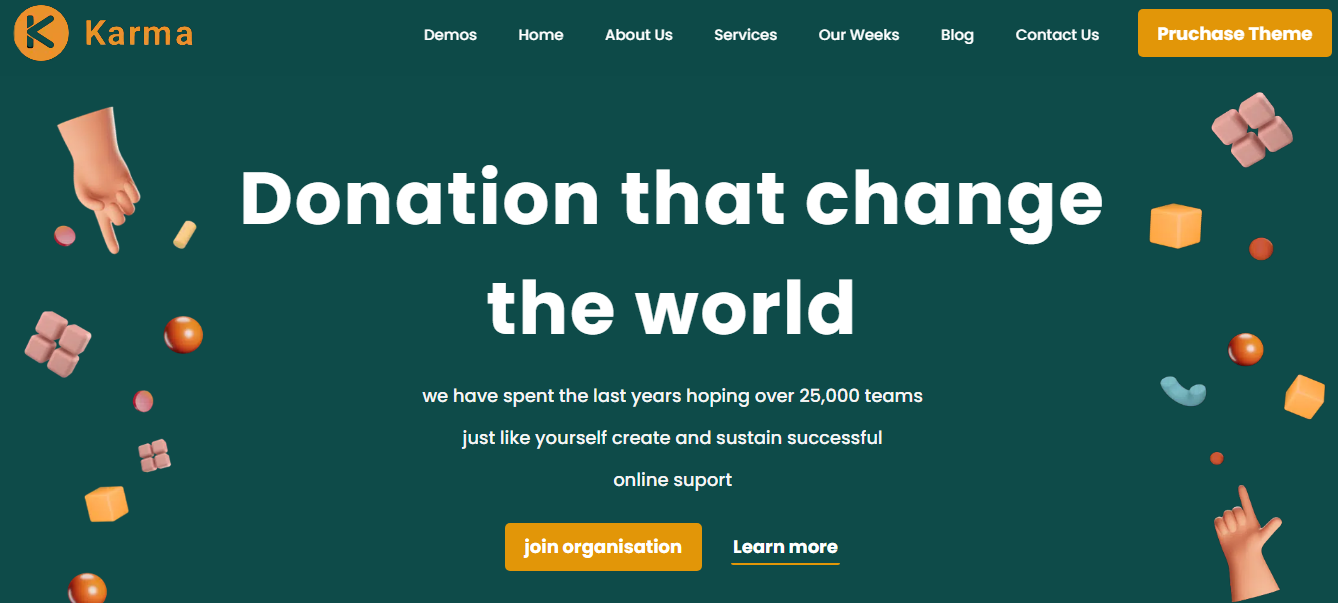 Karma
Demos Home About Us Services Our Weeks Blog Contact Us Pruchase Theme
Donation that change
the world
we have spent the last years hoping over 25,000 teams
just like yourself create and sustain successful
online suport
join organisation Learn more